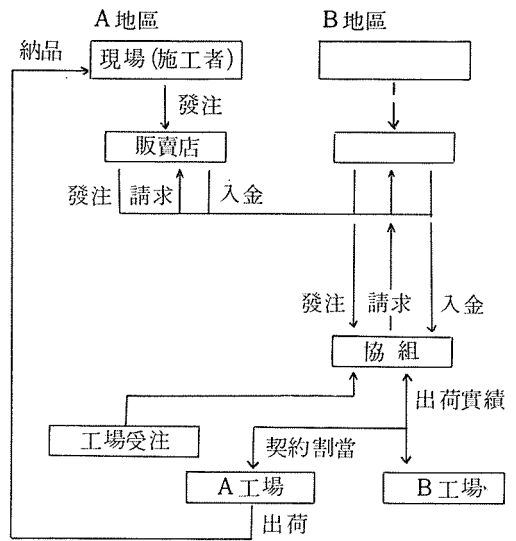 A地區
B地區
納品
現場(施工者)
發注
販賣店
發注
請求
入金
發注
請求
入金
協組
出荷實績
工場受注
契約割當
A工場
B工場
出荷